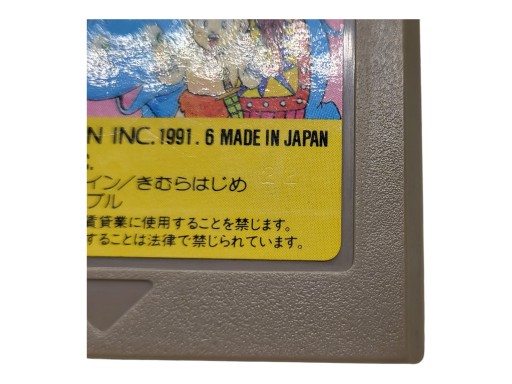 N INC. 1991. 6 MADE IN JAPAN
イン/きむらはじめ
22
ブル
賃貸業に使用することを禁じます。
することは法律で禁じられています。